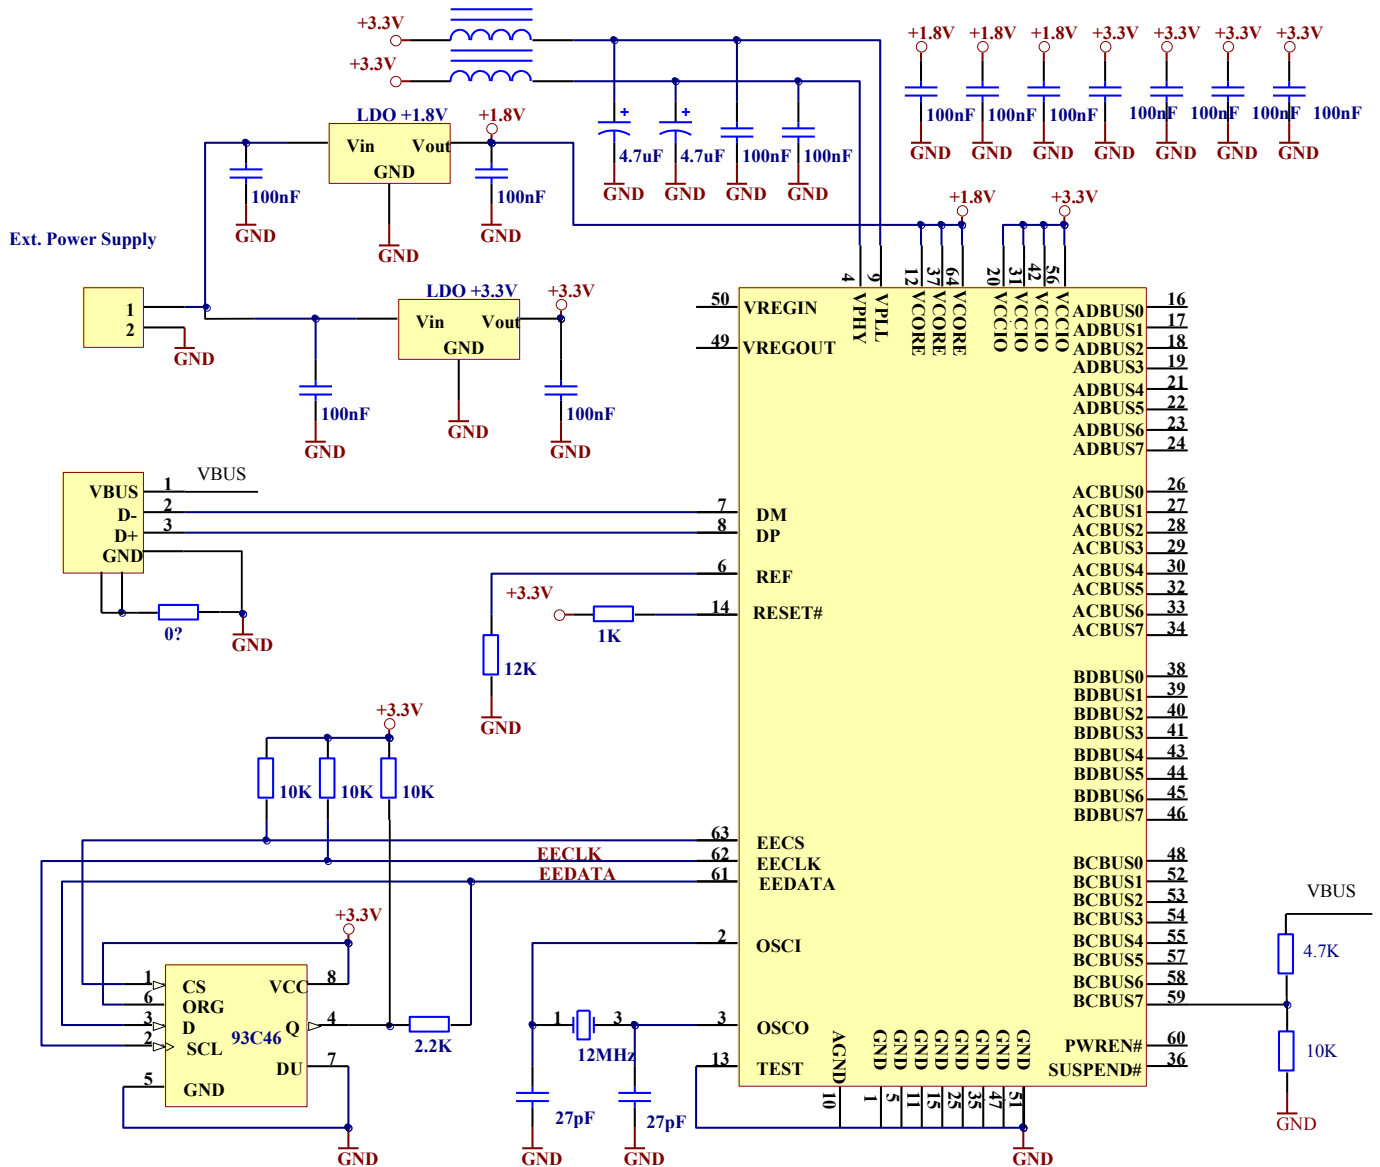 +3.3V
+3.3V
+1.8V +1.8V +1.8V +3.3V +3.3V +3.3V +3.3V
100nF 100nF 100nF 100nF 100nF 100nF 100nF
GND GND GND GND GND GND GND
LDO +1.8V
+1.8V
Vin Vout
GND
4.7uF 4.7uF 100nF 100nF
GND GND GND GND
100nF
100nF
GND
GND
GND
Ext. Power Supply
1
2
GND
LDO +3.3V
+3.3V
Vin Vout
GND
100nF
100nF
GND
GND
GND
+1.8V
+3.3V
4 9 12 37 64 20 31 42 56
VPHY VPLL VCORE VCORE VCORE VCCIO VCCIO VCCIO VCCIO
50 VREGIN
49 VREGOUT
ADBUS0 16
ADBUS1 17
ADBUS2 18
ADBUS3 19
ADBUS4 21
ADBUS5 22
ADBUS6 23
ADBUS7 24
VBUS 1 VBUS
D- 2
D+ 3
GND
0?
GND
7 DM
8 DP
6 REF
+3.3V
14 RESET#
1K
12K
GND
ACBUS0 26
ACBUS1 27
ACBUS2 28
ACBUS3 29
ACBUS4 30
ACBUS5 32
ACBUS6 33
ACBUS7 34
BDBUS0 38
BDBUS1 39
BDBUS2 40
BDBUS3 41
BDBUS4 43
BDBUS5 44
BDBUS6 45
BDBUS7 46
+3.3V
10K 10K 10K
63 EECS
EECLK 62 EECLK
EEDATA 61 EEDATA
BCBUS0 48
BCBUS1 52
BCBUS2 53
BCBUS3 54
BCBUS4 55
BCBUS5 57
BCBUS6 58
BCBUS7 59
VBUS
4.7K
10K
GND
+3.3V
1 CS VCC 8
6 ORG
3 D Q 4
93C46
2 SCL
DU 7
5 GND
2.2K
GND
2 OSCI
1 3
12MHz
3 OSCO
13 TEST
27pF 27pF
GND GND
PWREN# 60
SUSPEND# 36
AGND GND GND GND GND GND GND GND GND
10 1 5 11 15 25 35 47 51
GND